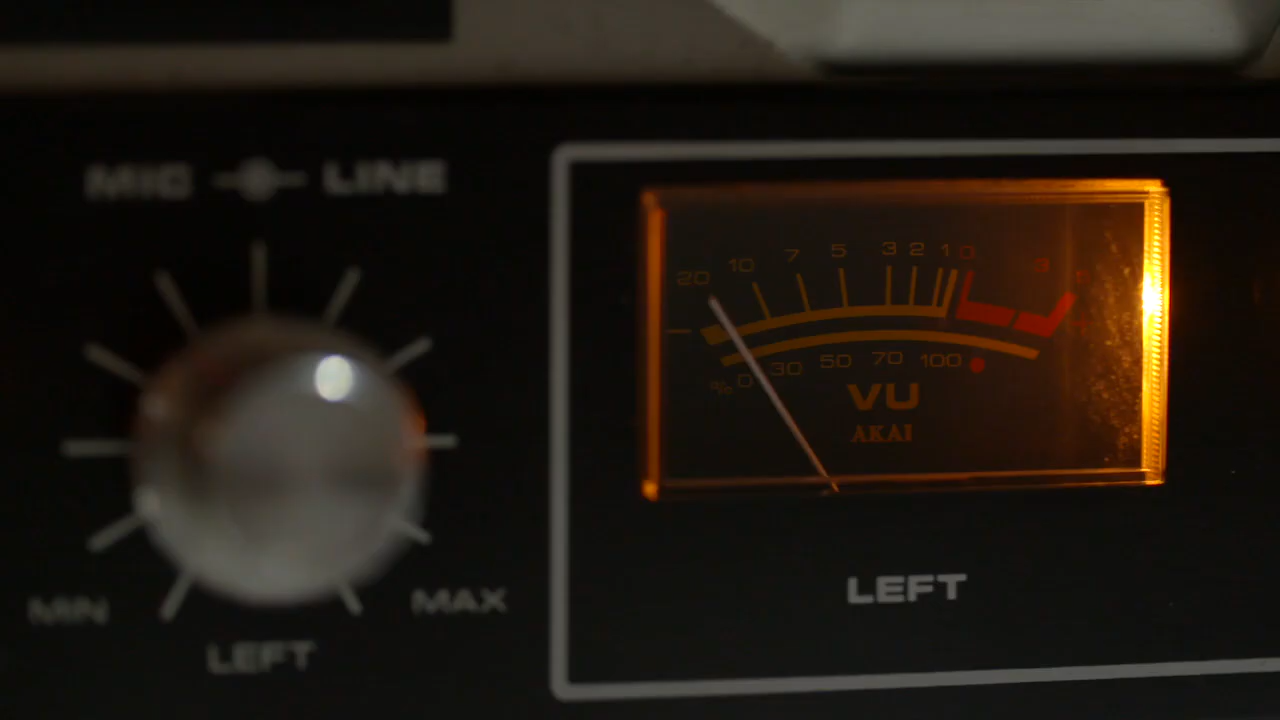 MIC LINE
MIN MAX
LEFT
20 10 7 5 3 2 1 0 3
% 0 30 50 70 100
VU
AKAI
LEFT